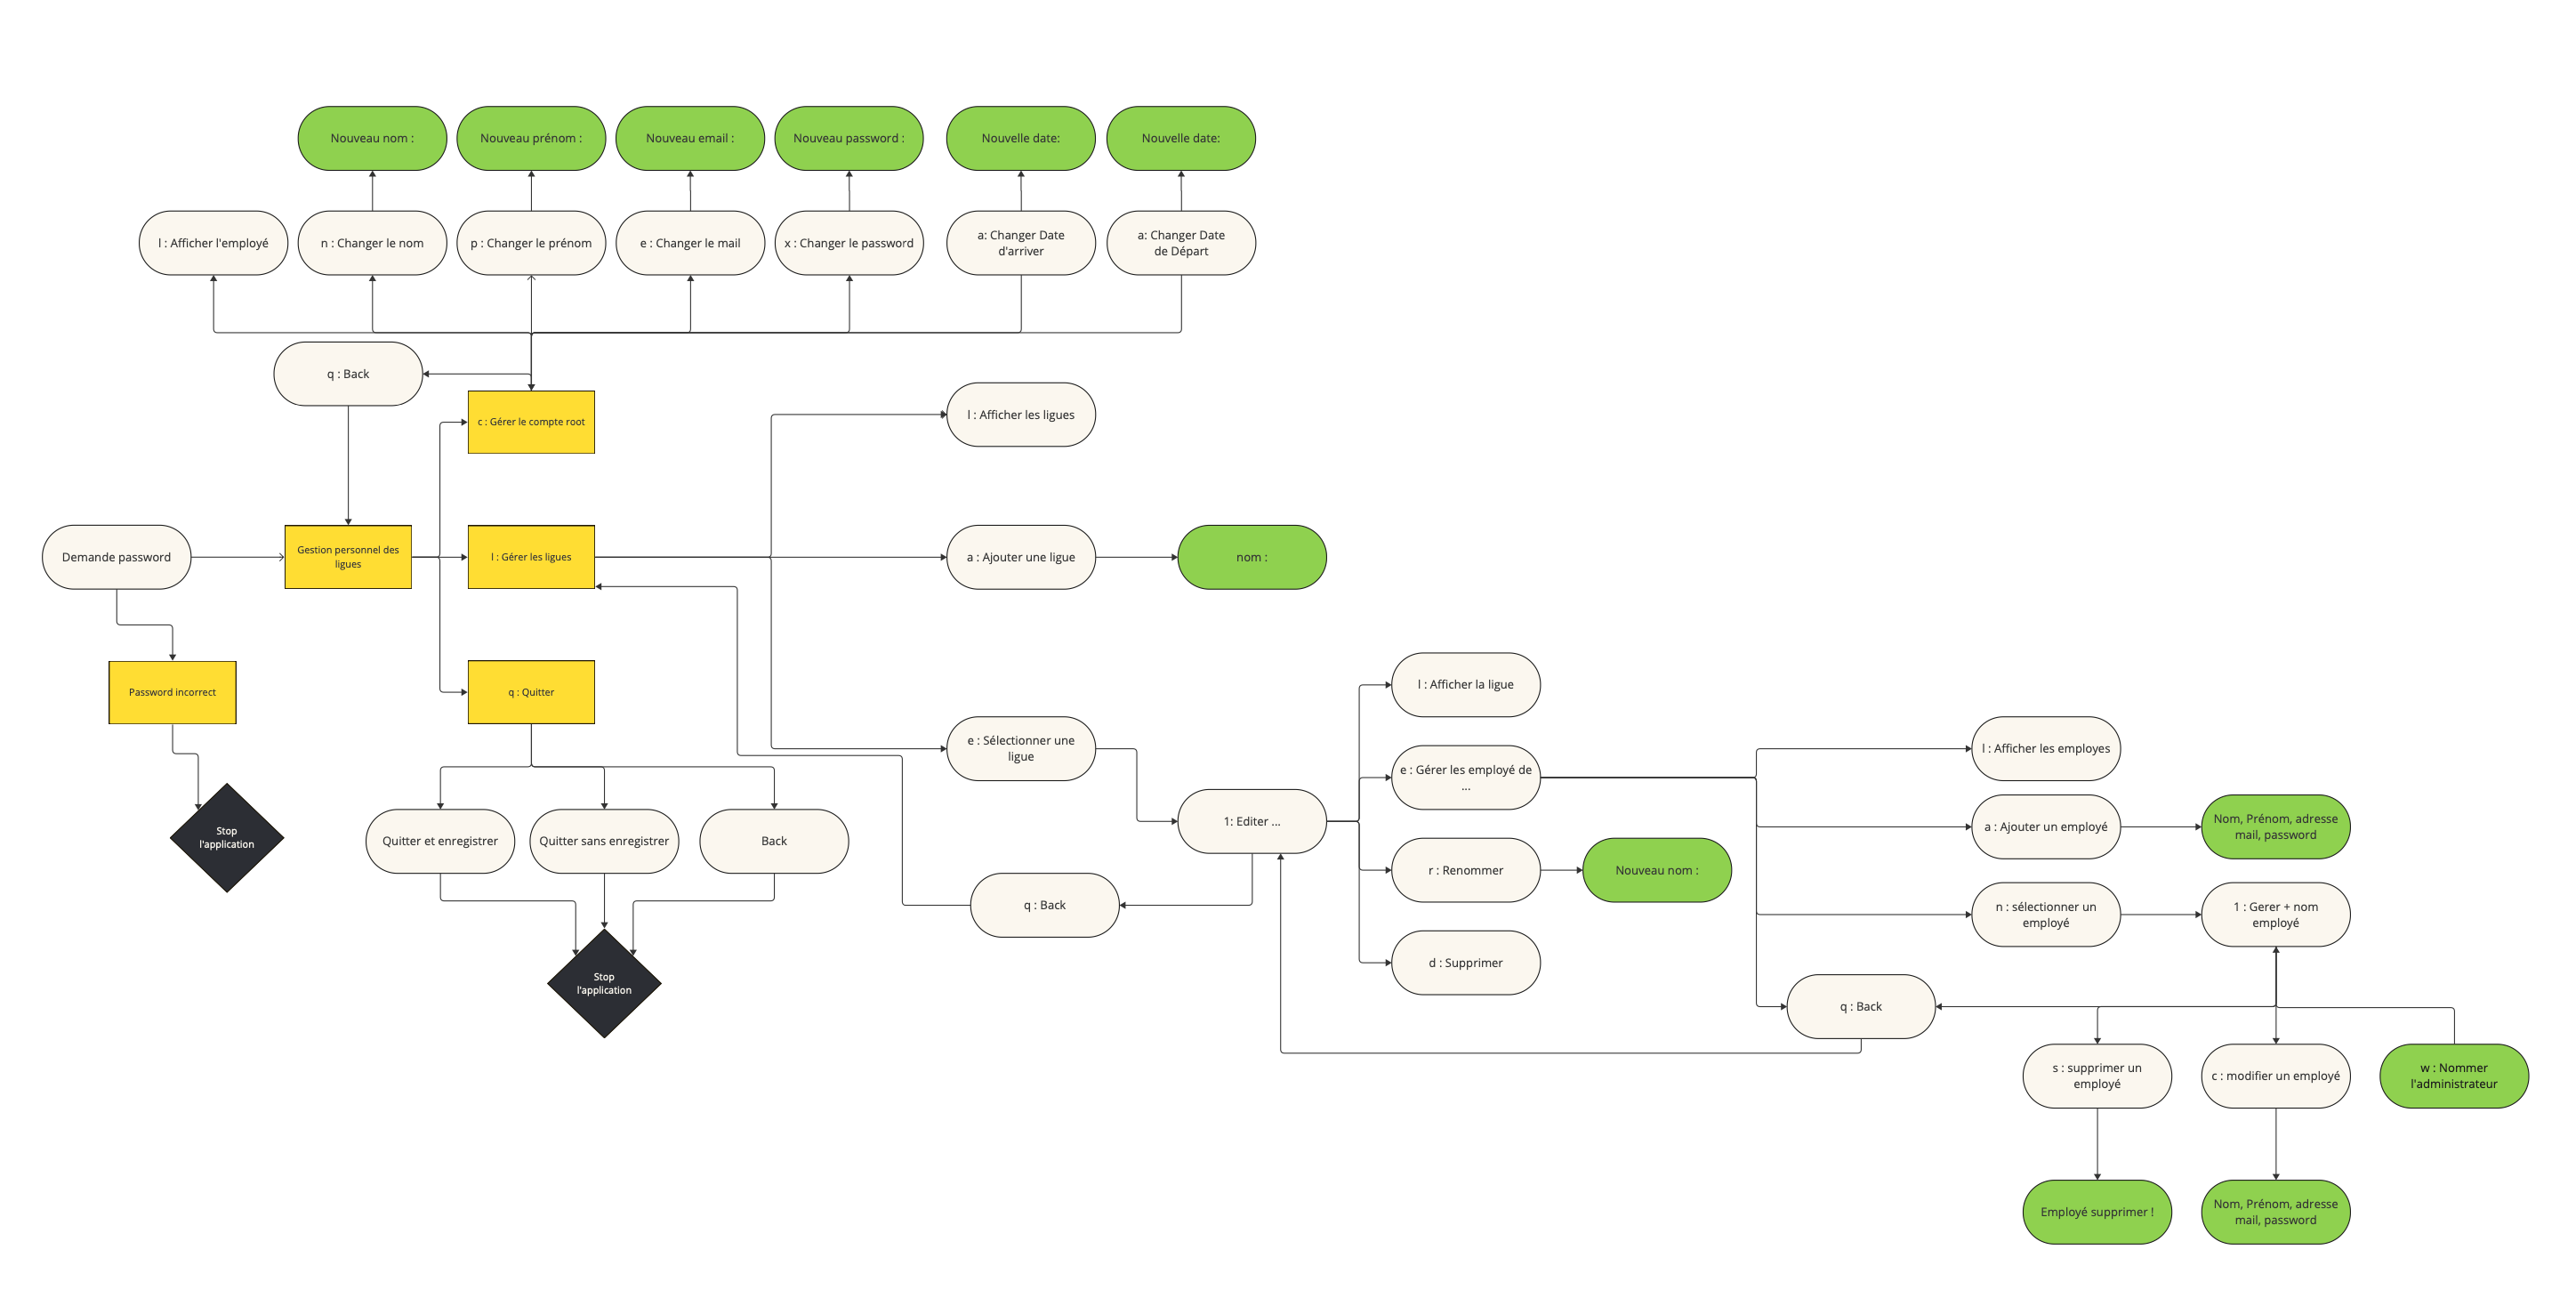 Nouveau nom :
Nouveau prénom :
Nouveau email :
Nouveau password :
Nouvelle date:
Nouvelle date:
l : Afficher l'employé
n : Changer le nom
p : Changer le prénom
e : Changer le mail
x : Changer le password
a: Changer Date
d'arriver
a: Changer Date
de Départ
q : Back
c : Gérer le compte root
l : Afficher les ligues
Demande password
Gestion personnel des
ligues
l : Gérer les ligues
a : Ajouter une ligue
nom :
Password incorrect
q : Quitter
l : Afficher la ligue
e : Sélectionner une
ligue
l : Afficher les employes
e : Gérer les employé de
...
1: Editer ...
a : Ajouter un employé
Nom, Prénom, adresse
mail, password
Stop
l'application
Quitter et enregistrer
Quitter sans enregistrer
Back
r : Renommer
Nouveau nom :
q : Back
n : sélectionner un
employé
1 : Gerer + nom
employé
d : Supprimer
Stop
l'application
q : Back
s : supprimer un
employé
c : modifier un employé
w : Nommer
l'administrateur
Employé supprimer !
Nom, Prénom, adresse
mail, password